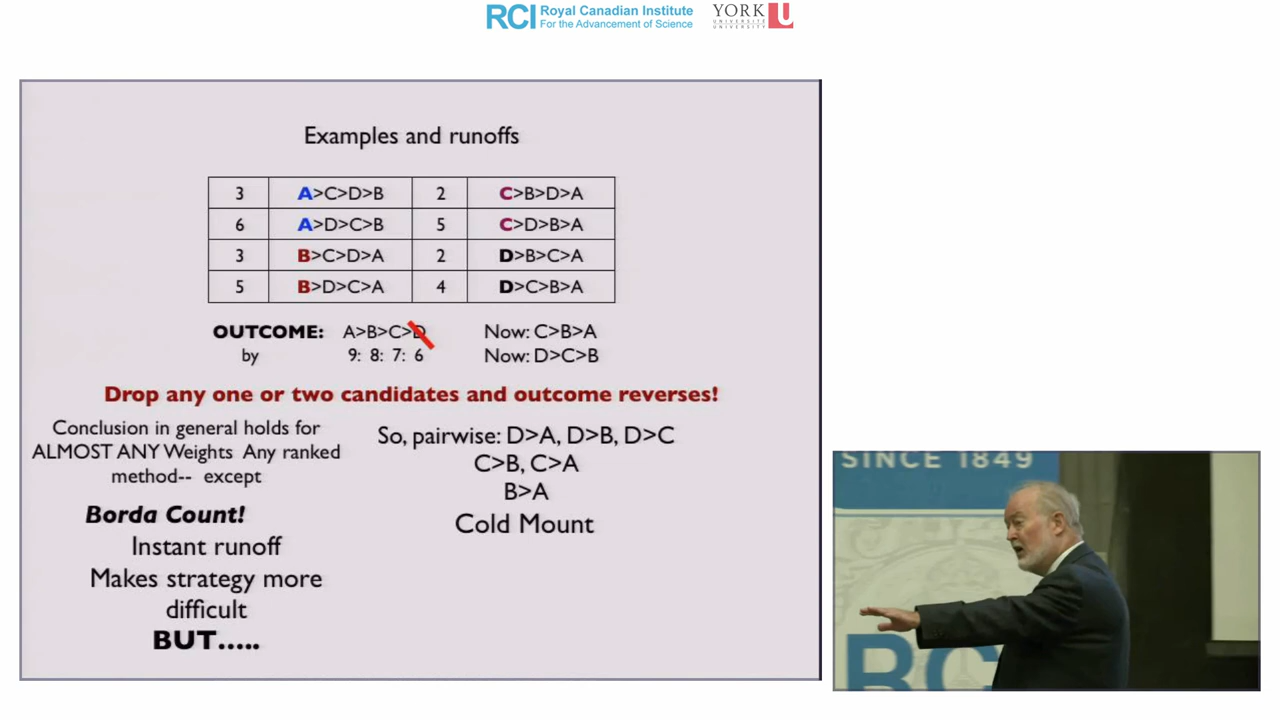 RCI Royal Canadian Institute
For the Advancement of Science
YORK U
UNIVERSITÉ
UNIVERSITY
Examples and runoffs
3 A>C>D>B 2 C>B>D>A
6 A>D>C>B 5 C>D>B>A
3 B>C>D>A 2 D>B>C>A
5 B>D>C>A 4 D>C>B>A
OUTCOME: A>B>C>D Now: C>B>A
by 9: 8: 7: 6 Now: D>C>B
Drop any one or two candidates and outcome reverses!
Conclusion in general holds for
ALMOST ANY Weights Any ranked
method-- except
Borda Count!
Instant runoff
Makes strategy more
difficult
BUT.....
So, pairwise: D>A, D>B, D>C
C>B, C>A
B>A
Cold Mount
SINCE 1849
RC